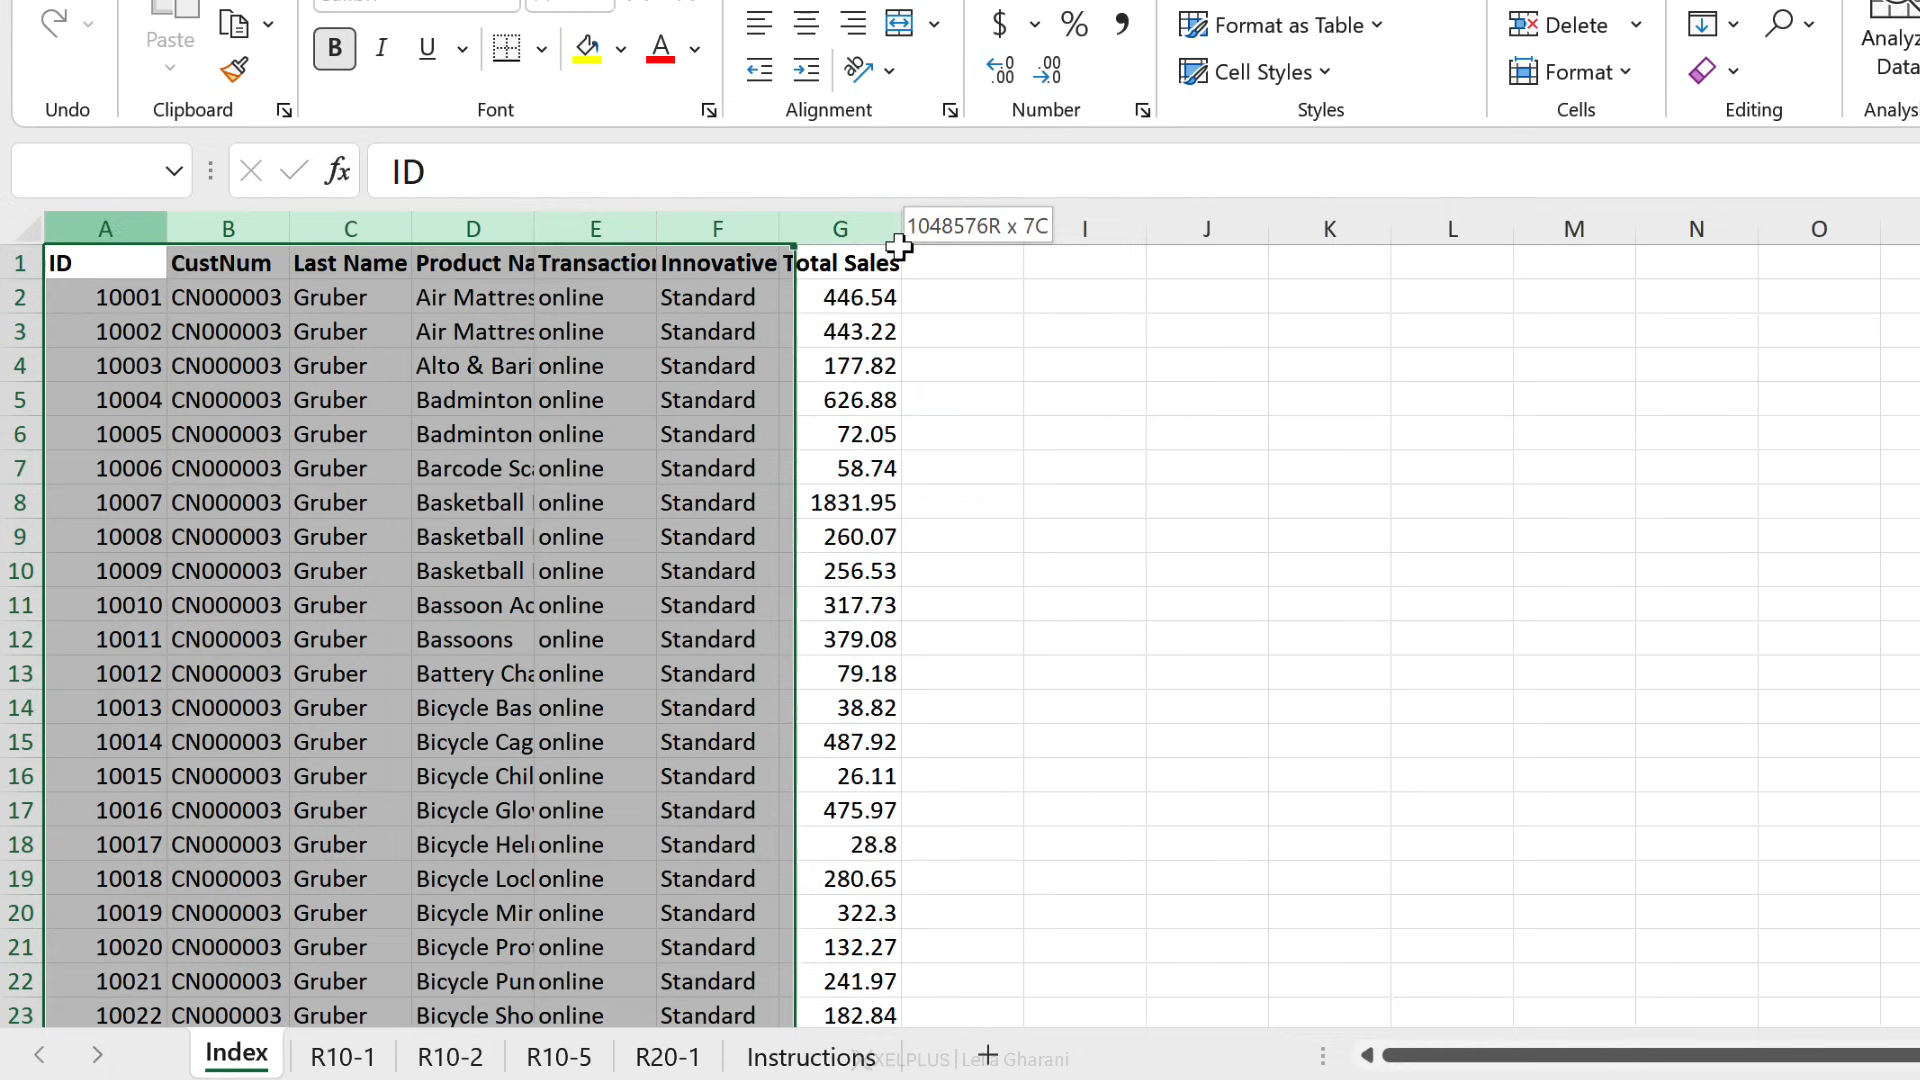 Paste
B I U A
$ % 9
Format as Table
Delete
Analyz
Cell Styles
Format
Data
Undo Clipboard Font Alignment Number Styles Cells Editing Analys
fx ID
A B C D E F G 1048576R x 7C I J K L M N O
1 ID CustNum Last Name Product Na Transaction Innovative Total Sales
2 10001 CN000003 Gruber Air Mattres online Standard 446.54
3 10002 CN000003 Gruber Air Mattres online Standard 443.22
4 10003 CN000003 Gruber Alto & Bari online Standard 177.82
5 10004 CN000003 Gruber Badminton online Standard 626.88
6 10005 CN000003 Gruber Badminton online Standard 72.05
7 10006 CN000003 Gruber Barcode Sca online Standard 58.74
8 10007 CN000003 Gruber Basketball online Standard 1831.95
9 10008 CN000003 Gruber Basketball online Standard 260.07
10 10009 CN000003 Gruber Basketball online Standard 256.53
11 10010 CN000003 Gruber Bassoon Ac online Standard 317.73
12 10011 CN000003 Gruber Bassoons online Standard 379.08
13 10012 CN000003 Gruber Battery Cha online Standard 79.18
14 10013 CN000003 Gruber Bicycle Bas online Standard 38.82
15 10014 CN000003 Gruber Bicycle Cag online Standard 487.92
16 10015 CN000003 Gruber Bicycle Chil online Standard 26.11
17 10016 CN000003 Gruber Bicycle Glov online Standard 475.97
18 10017 CN000003 Gruber Bicycle Heli online Standard 28.8
19 10018 CN000003 Gruber Bicycle Locl online Standard 280.65
20 10019 CN000003 Gruber Bicycle Mir online Standard 322.3
21 10020 CN000003 Gruber Bicycle Prot online Standard 132.27
22 10021 CN000003 Gruber Bicycle Pun online Standard 241.97
23 10022 CN000003 Gruber Bicycle Sho online Standard 182.84
Index R10-1 R10-2 R10-5 R20-1 Instructions XELPLUS | Leila Gharani